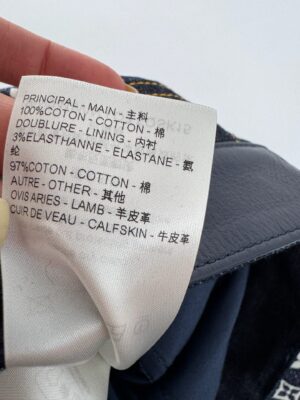 PRINCIPAL - MAIN - 主料
100%COTON - COTTON - 棉
DOUBLURE - LINING - 内衬
3%ELASTHANNE - ELASTANE - 氨
纶
97%COTON - COTTON - 棉
AUTRE - OTHER - 其他
OVIS ARIES - LAMB - 羊皮革
CUIR DE VEAU - CALFSKIN - 牛皮革